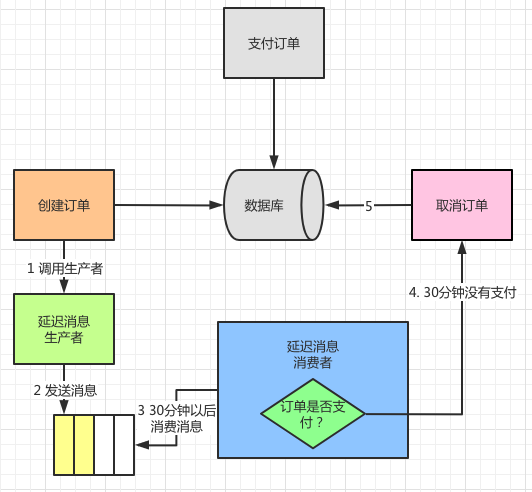 支付订单
创建订单
数据库
5
取消订单
1 调用生产者
4. 30分钟没有支付
延迟消息
生产者
延迟消息
消费者
2 发送消息
3 30分钟以后
消费消息
订单是否支
付？